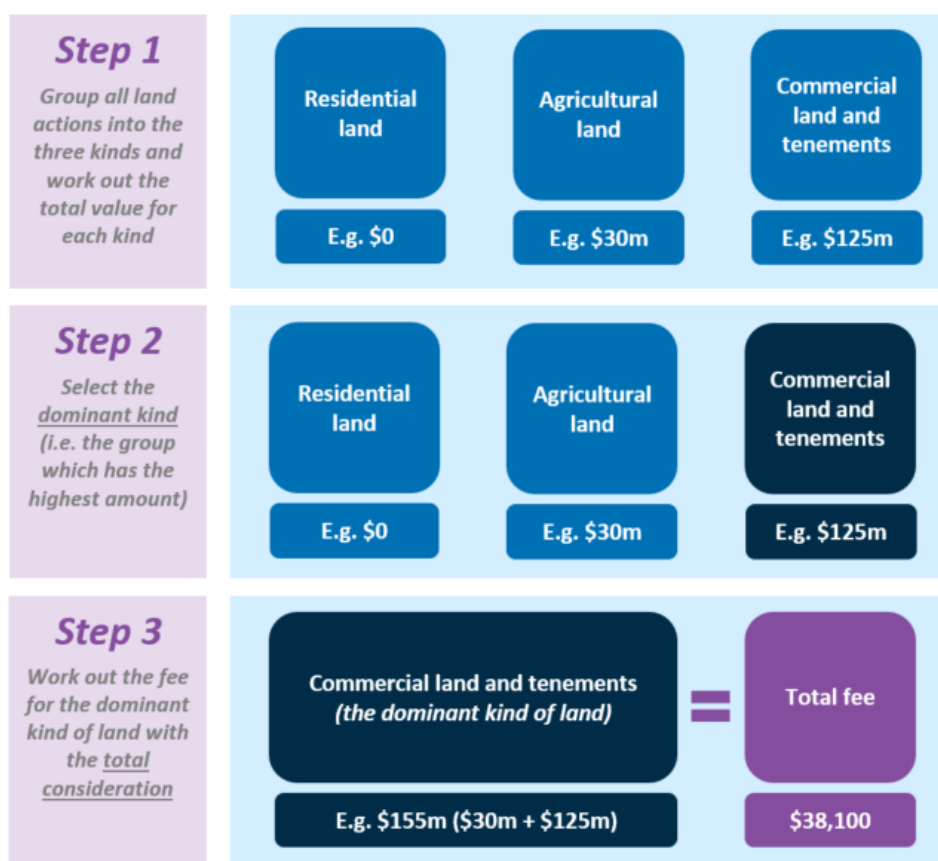 Step 1
Group all land
actions into the
three kinds and
work out the
total value for
each kind
Residential
land
Agricultural
land
Commercial
land and
tenements
E.g. $0
E.g. $30m
E.g. $125m
Step 2
Select the
dominant kind
(i.e. the group
which has the
highest amount)
Residential
land
Agricultural
land
Commercial
land and
tenements
E.g. $0
E.g. $30m
E.g. $125m
Step 3
Work out the fee
for the dominant
kind of land with
the total
consideration
Commercial land and tenements
(the dominant kind of land)
=
Total fee
E.g. $155m ($30m + $125m)
$38,100